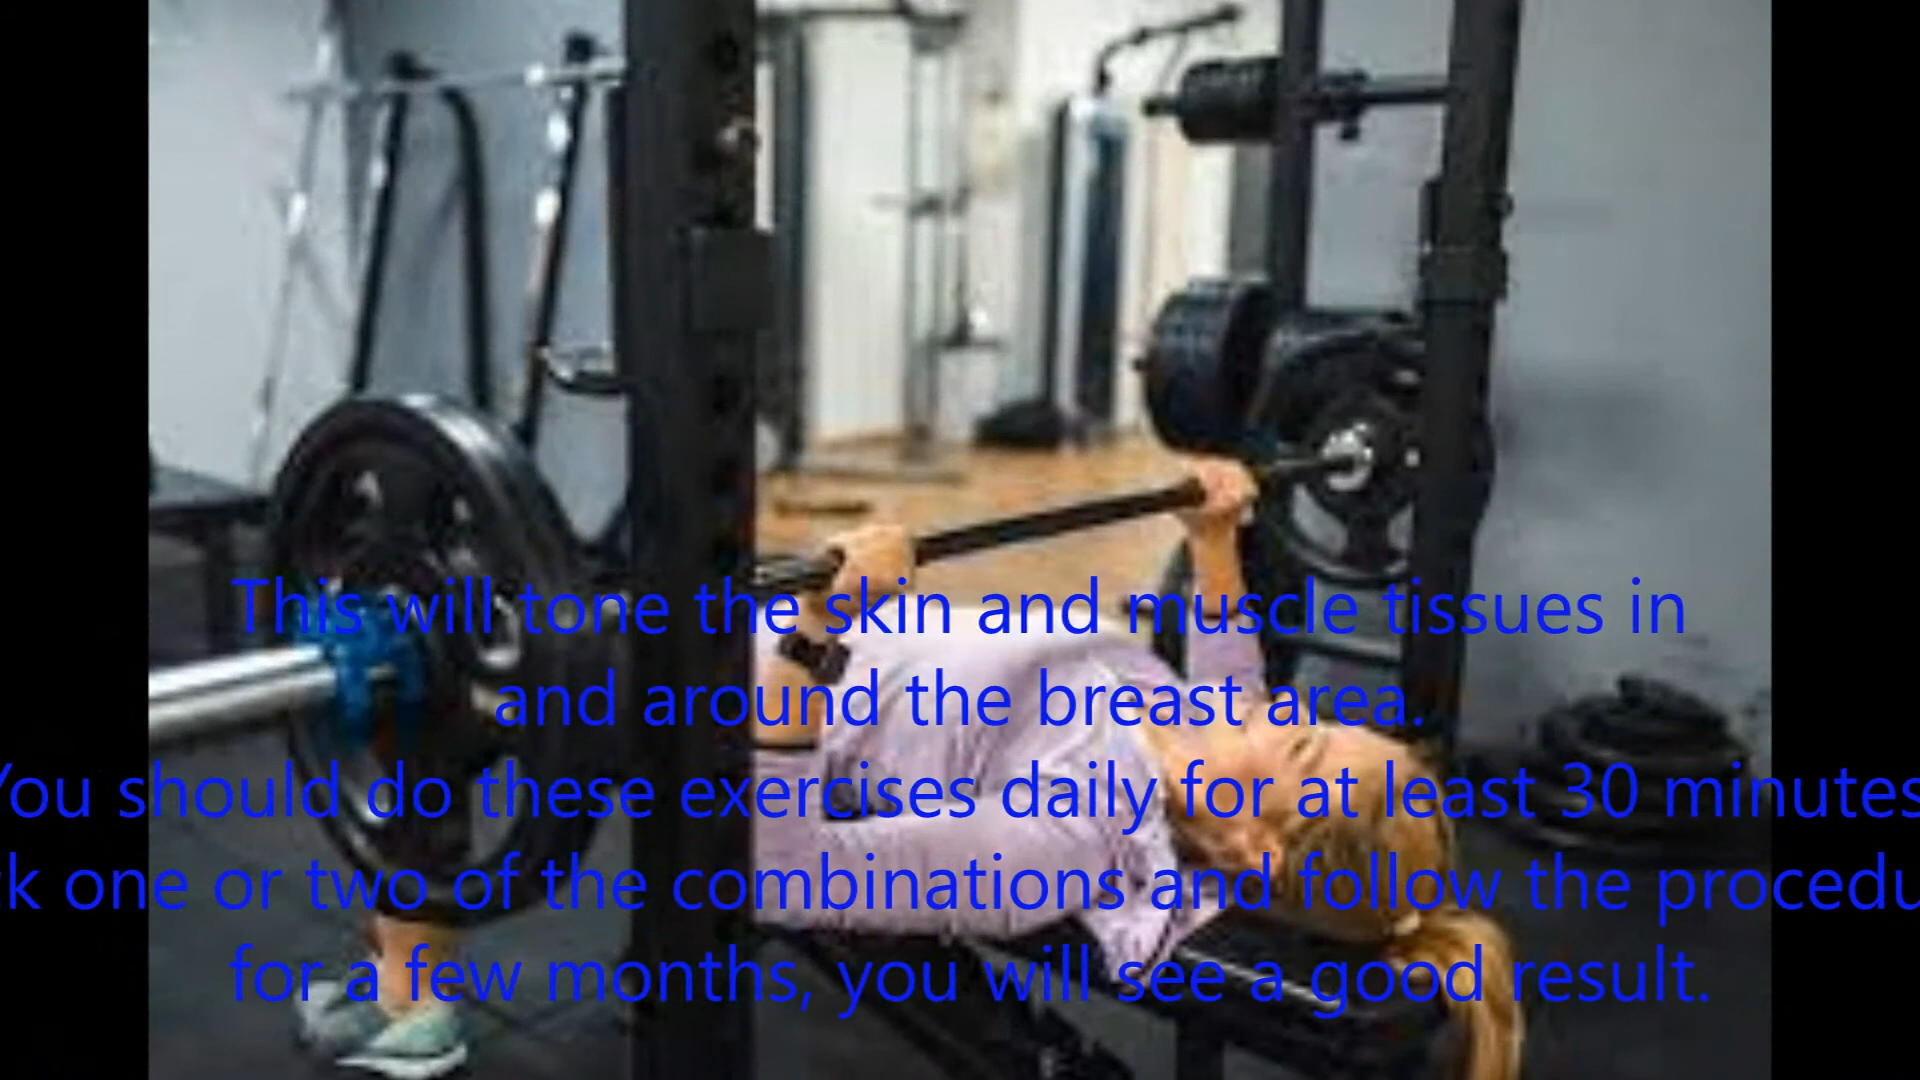 This will tone the skin and muscle tissues in
and around the breast area.
You should do these exercises daily for at least 30 minutes
one or two of the combinations and follow the
for a few months, you will see a good result.